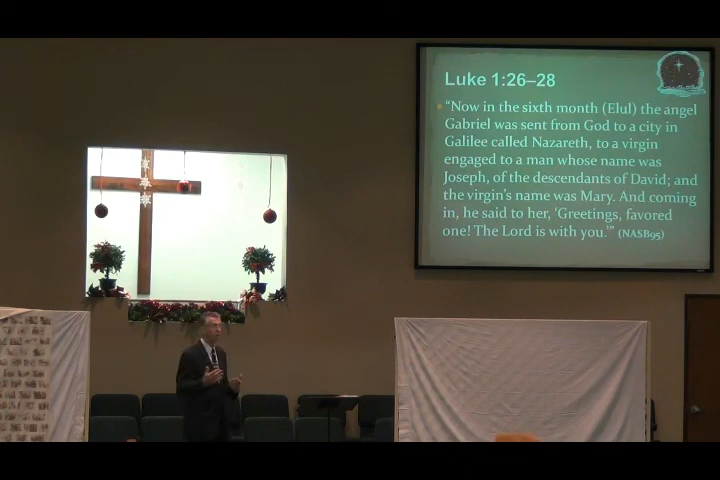 Luke 1:26–28
“Now in the sixth month (Elul) the angel
Gabriel was sent from God to a city in
Galilee called Nazareth, to a virgin
engaged to a man whose name was
Joseph, of the descendants of David; and
the virgin’s name was Mary. And coming
in, he said to her, ‘Greetings, favored
one! The Lord is with you.’” (NASB95)